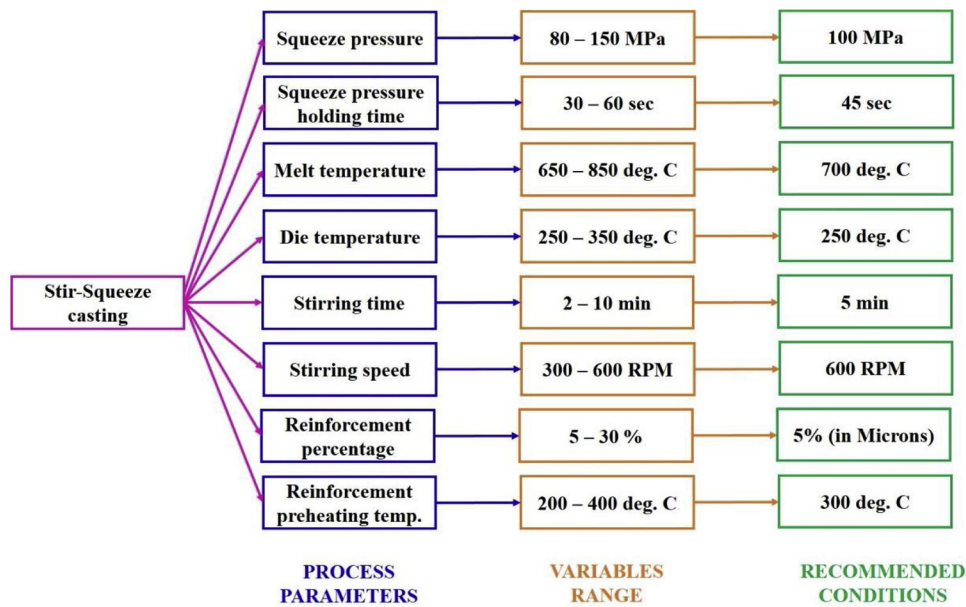 Squeeze pressure
80 – 150 MPa
100 MPa
Squeeze pressure
holding time
30 – 60 sec
45 sec
Melt temperature
650 – 850 deg. C
700 deg. C
Die temperature
250 – 350 deg. C
250 deg. C
Stir-Squeeze
casting
Stirring time
2 – 10 min
5 min
Stirring speed
300 – 600 RPM
600 RPM
Reinforcement
percentage
5 – 30 %
5% (in Microns)
Reinforcement
preheating temp.
200 – 400 deg. C
300 deg. C
PROCESS
PARAMETERS
VARIABLES
RANGE
RECOMMENDED
CONDITIONS